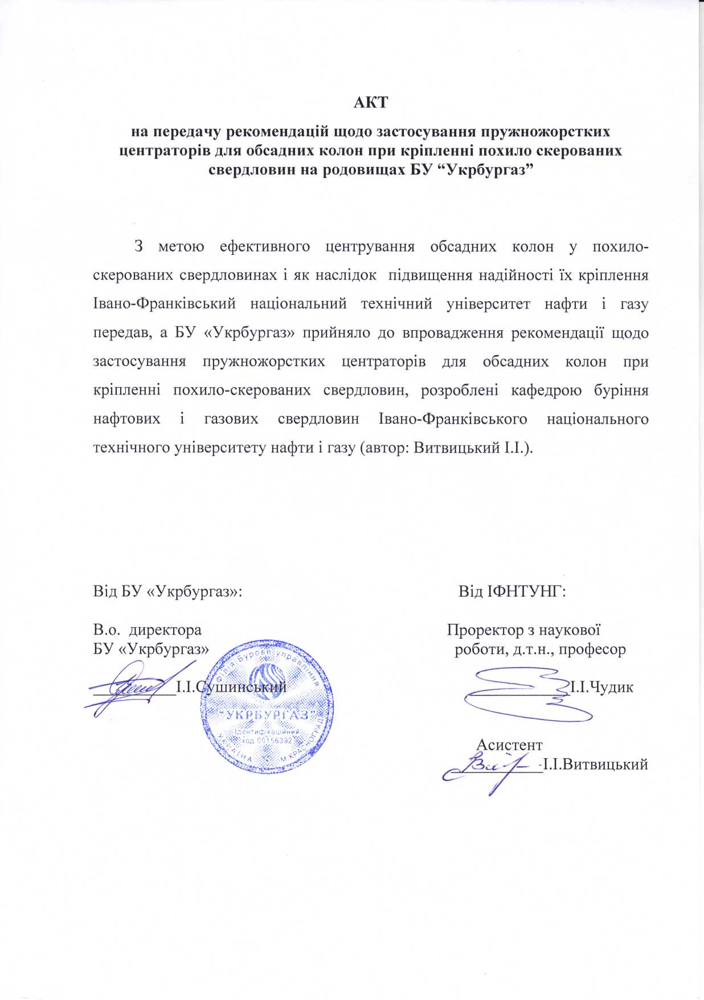 АКТ
на передачу рекомендацій щодо застосування пружножорстких
центраторів для обсадних колон при кріпленні похило скерованих
свердловин на родовищах БУ “Укрбургаз”
З метою ефективного центрування обсадних колон у похило-
скерованих свердловинах і як наслідок підвищення надійності їх кріплення
Івано-Франківський національний технічний університет нафти і газу
передав, а БУ «Укрбургаз» прийняло до впровадження рекомендації щодо
застосування пружножорстких центраторів для обсадних колон при
кріпленні похило-скерованих свердловин, розроблені кафедрою буріння
нафтових і газових свердловин Івано-Франківського національного
технічного університету нафти і газу (автор: Витвицький І.І.).
Від БУ «Укрбургаз»:
В.о. директора
БУ «Укрбургаз»
І.І.Сушинський
Філія Бурове управління
"УКРБУРГАЗ"
Ідентифікаційний
код 00156392
УКРАЇНА м.КРАСНОГРАД
Від ІФНТУНГ:
Проректор з наукової
роботи, д.т.н., професор
І.І.Чудик
Асистент
І.І.Витвицький